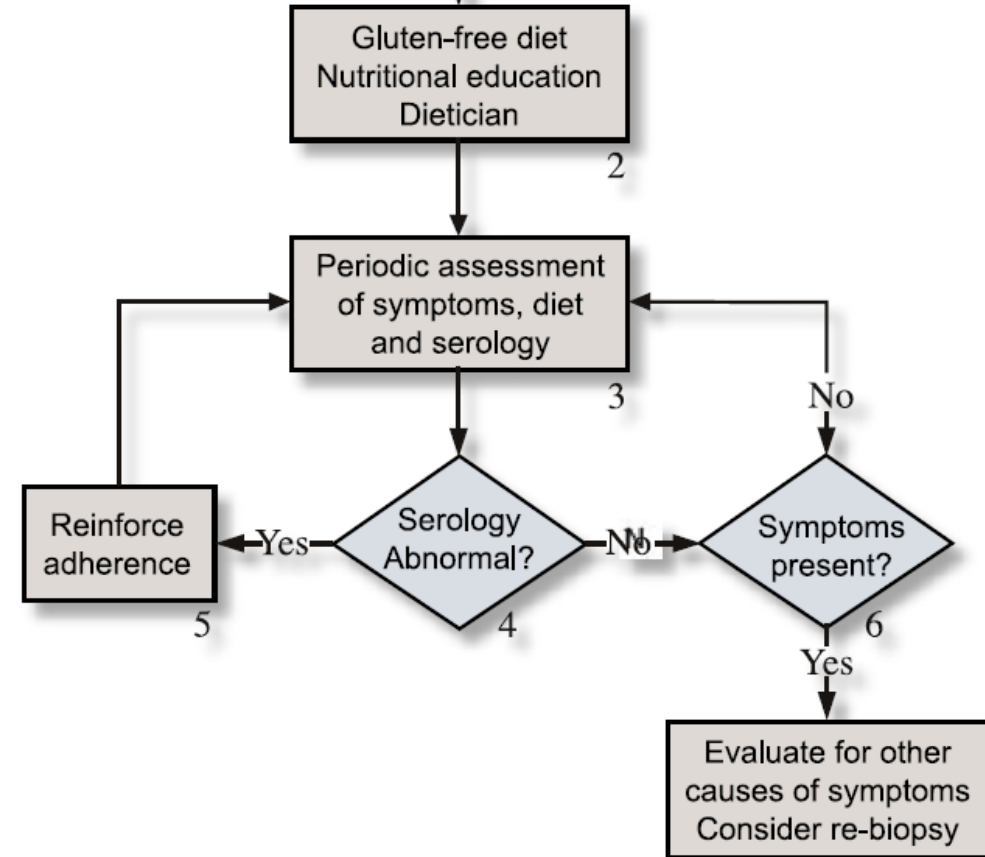 Gluten-free diet
Nutritional education
Dietician
2
Periodic assessment
of symptoms, diet
and serology
3
No
Reinforce
adherence
5
Yes
Serology
Abnormal?
4
No
Symptoms
present?
6
Yes
Evaluate for other
causes of symptoms
Consider re-biopsy